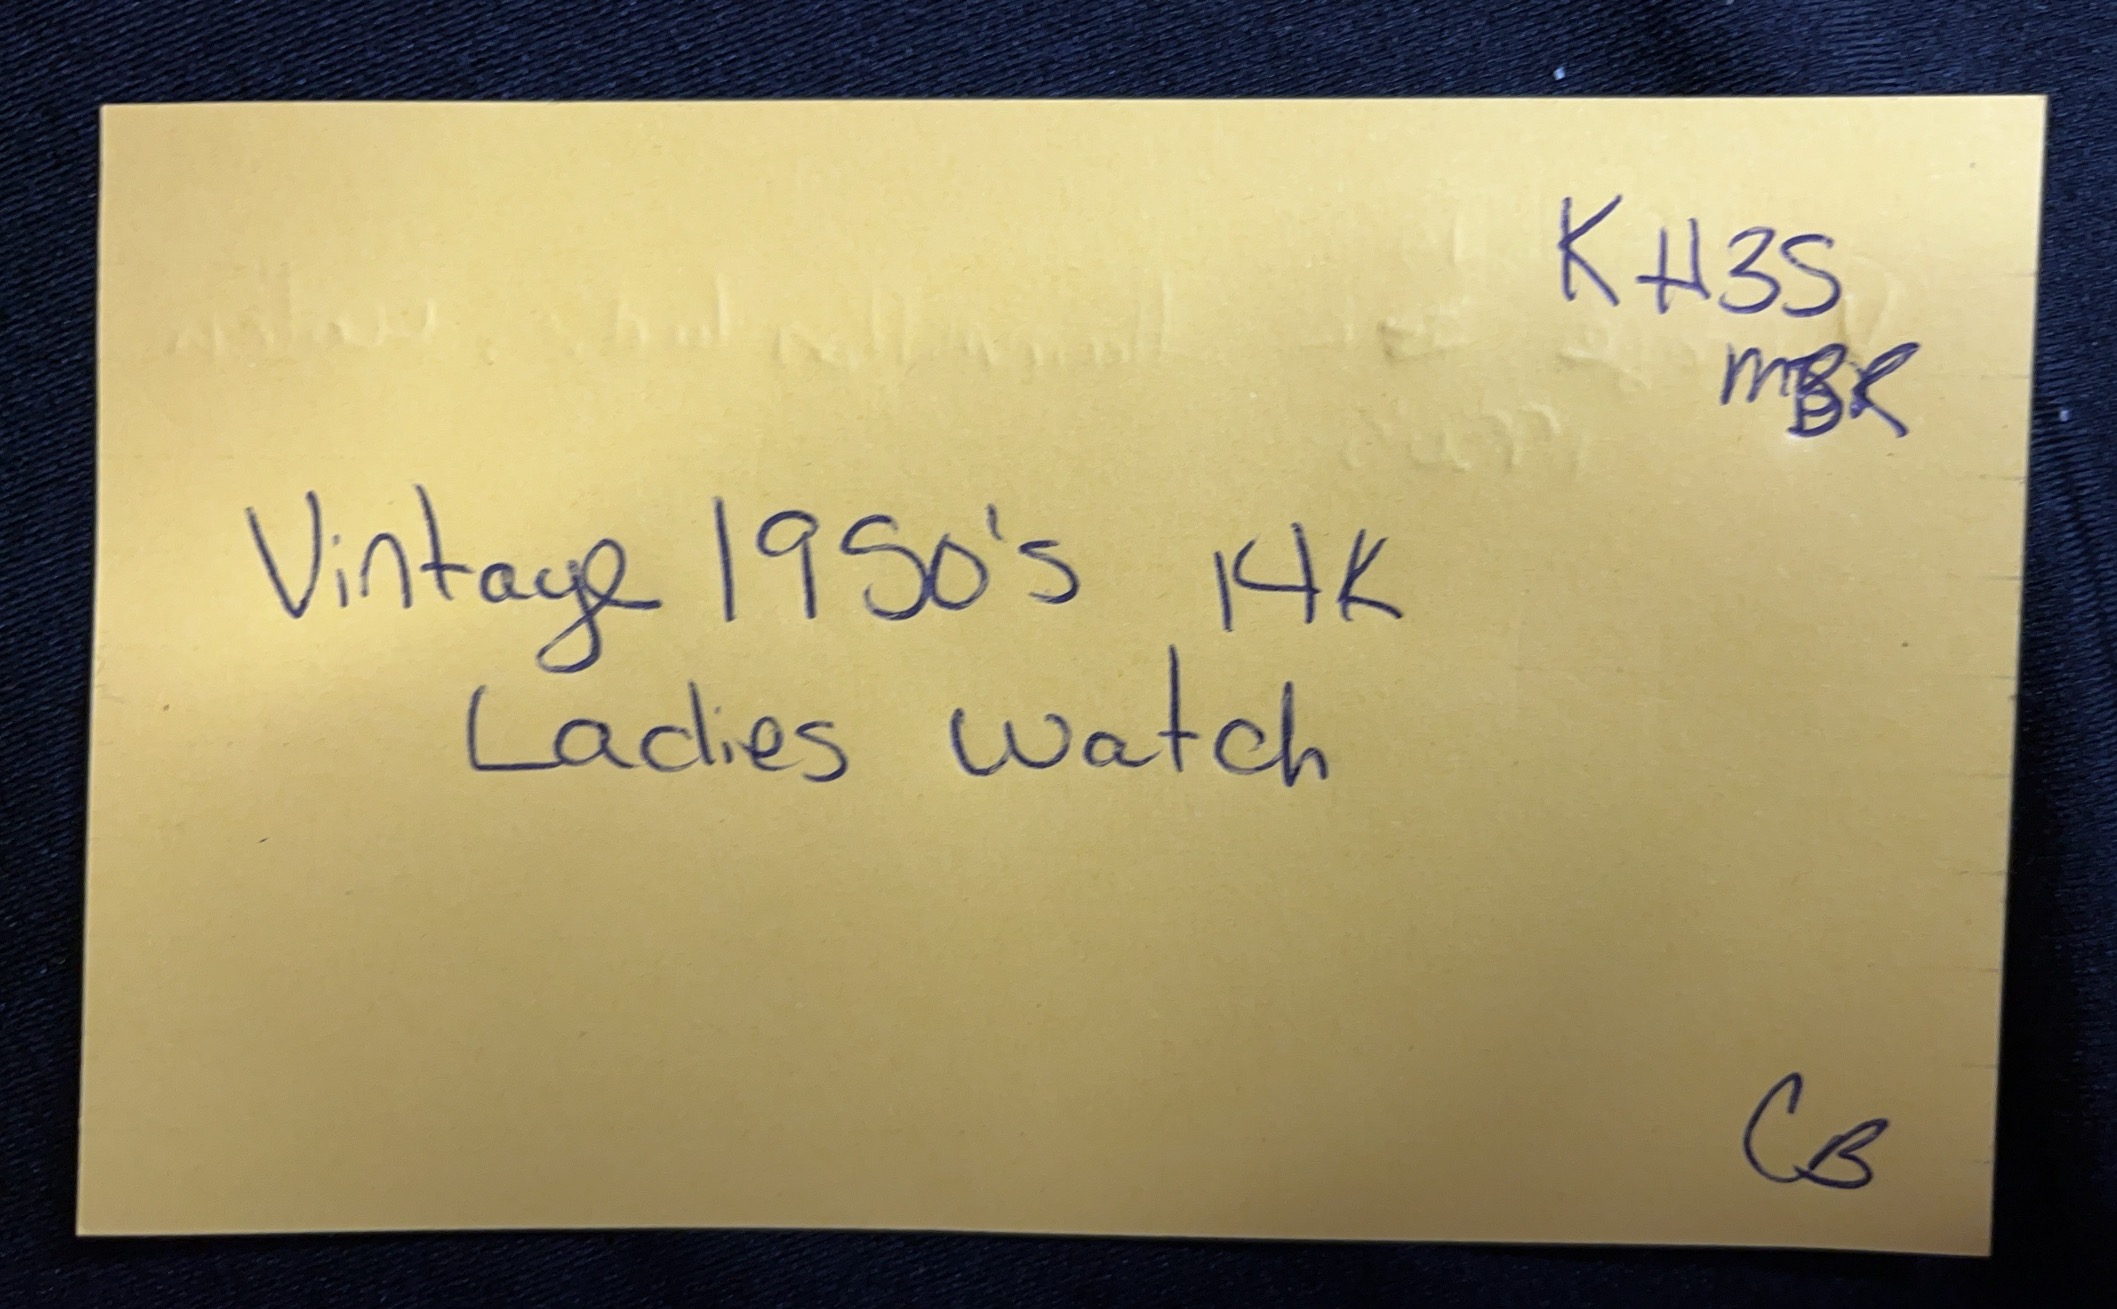 KH35
MBR
Vintage 1950's 14K
Ladies Watch
CB